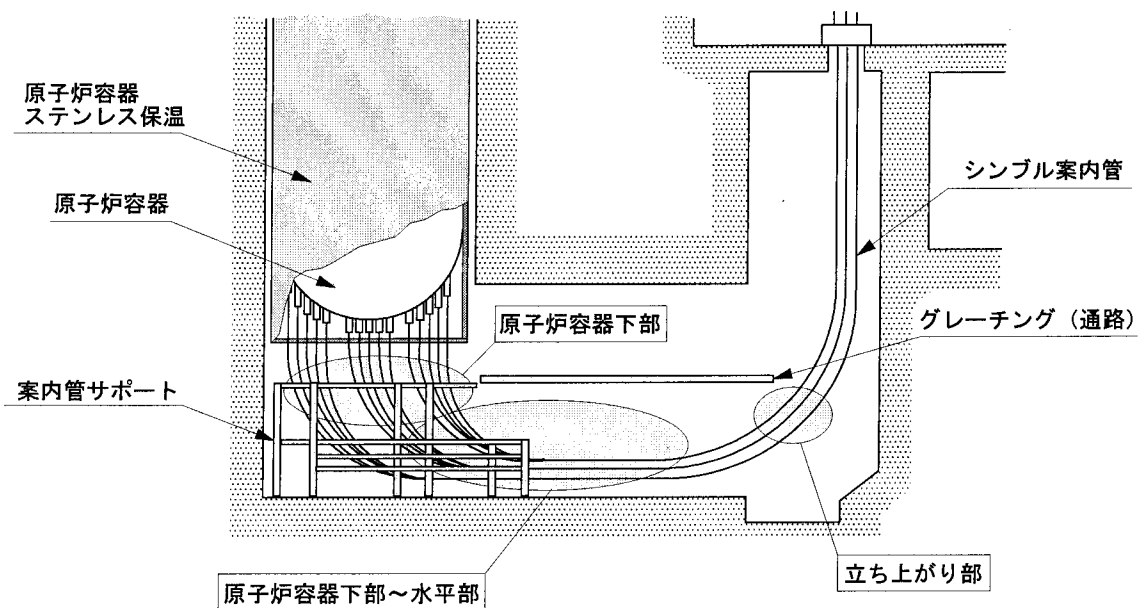 原子炉容器
ステンレス保温
原子炉容器
シンブル案内管
原子炉容器下部
グレーチング（通路）
案内管サポート
立ち上がり部
原子炉容器下部～水平部